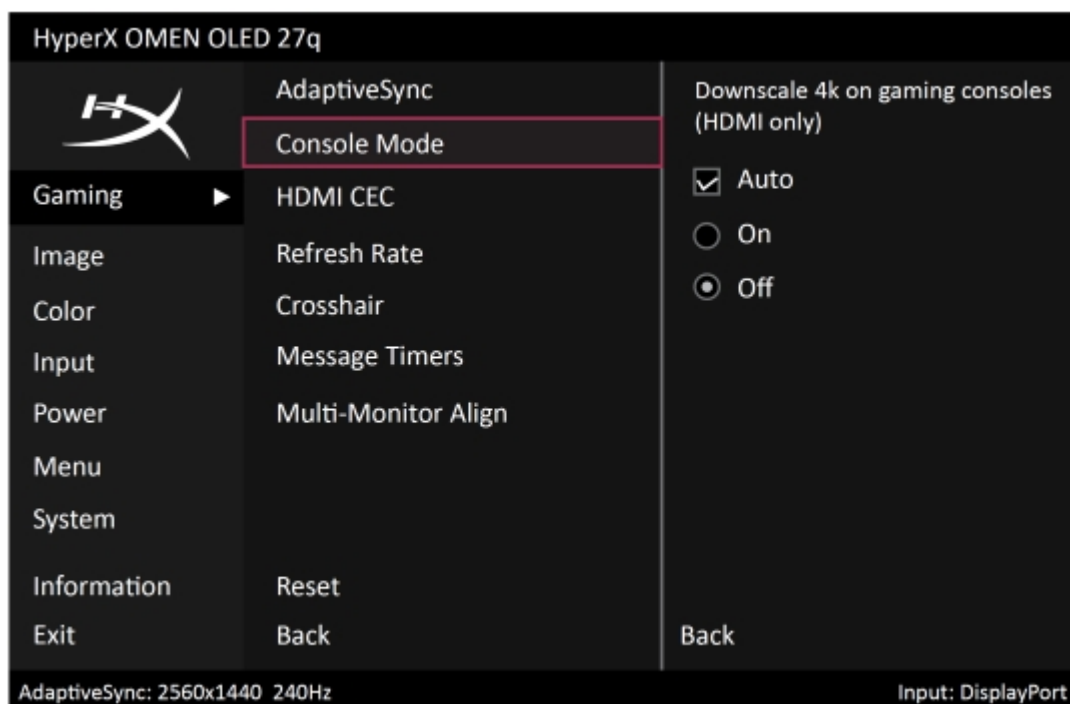 HyperX OMEN OLED 27q
HX
Gaming
Image
Color
Input
Power
Menu
System
Information
Exit
AdaptiveSync
Console Mode
HDMI CEC
Refresh Rate
Crosshair
Message Timers
Multi-Monitor Align
Reset
Back
Downscale 4k on gaming consoles
(HDMI only)
Auto
On
Off
Back
AdaptiveSync: 2560x1440 240Hz
Input: DisplayPort